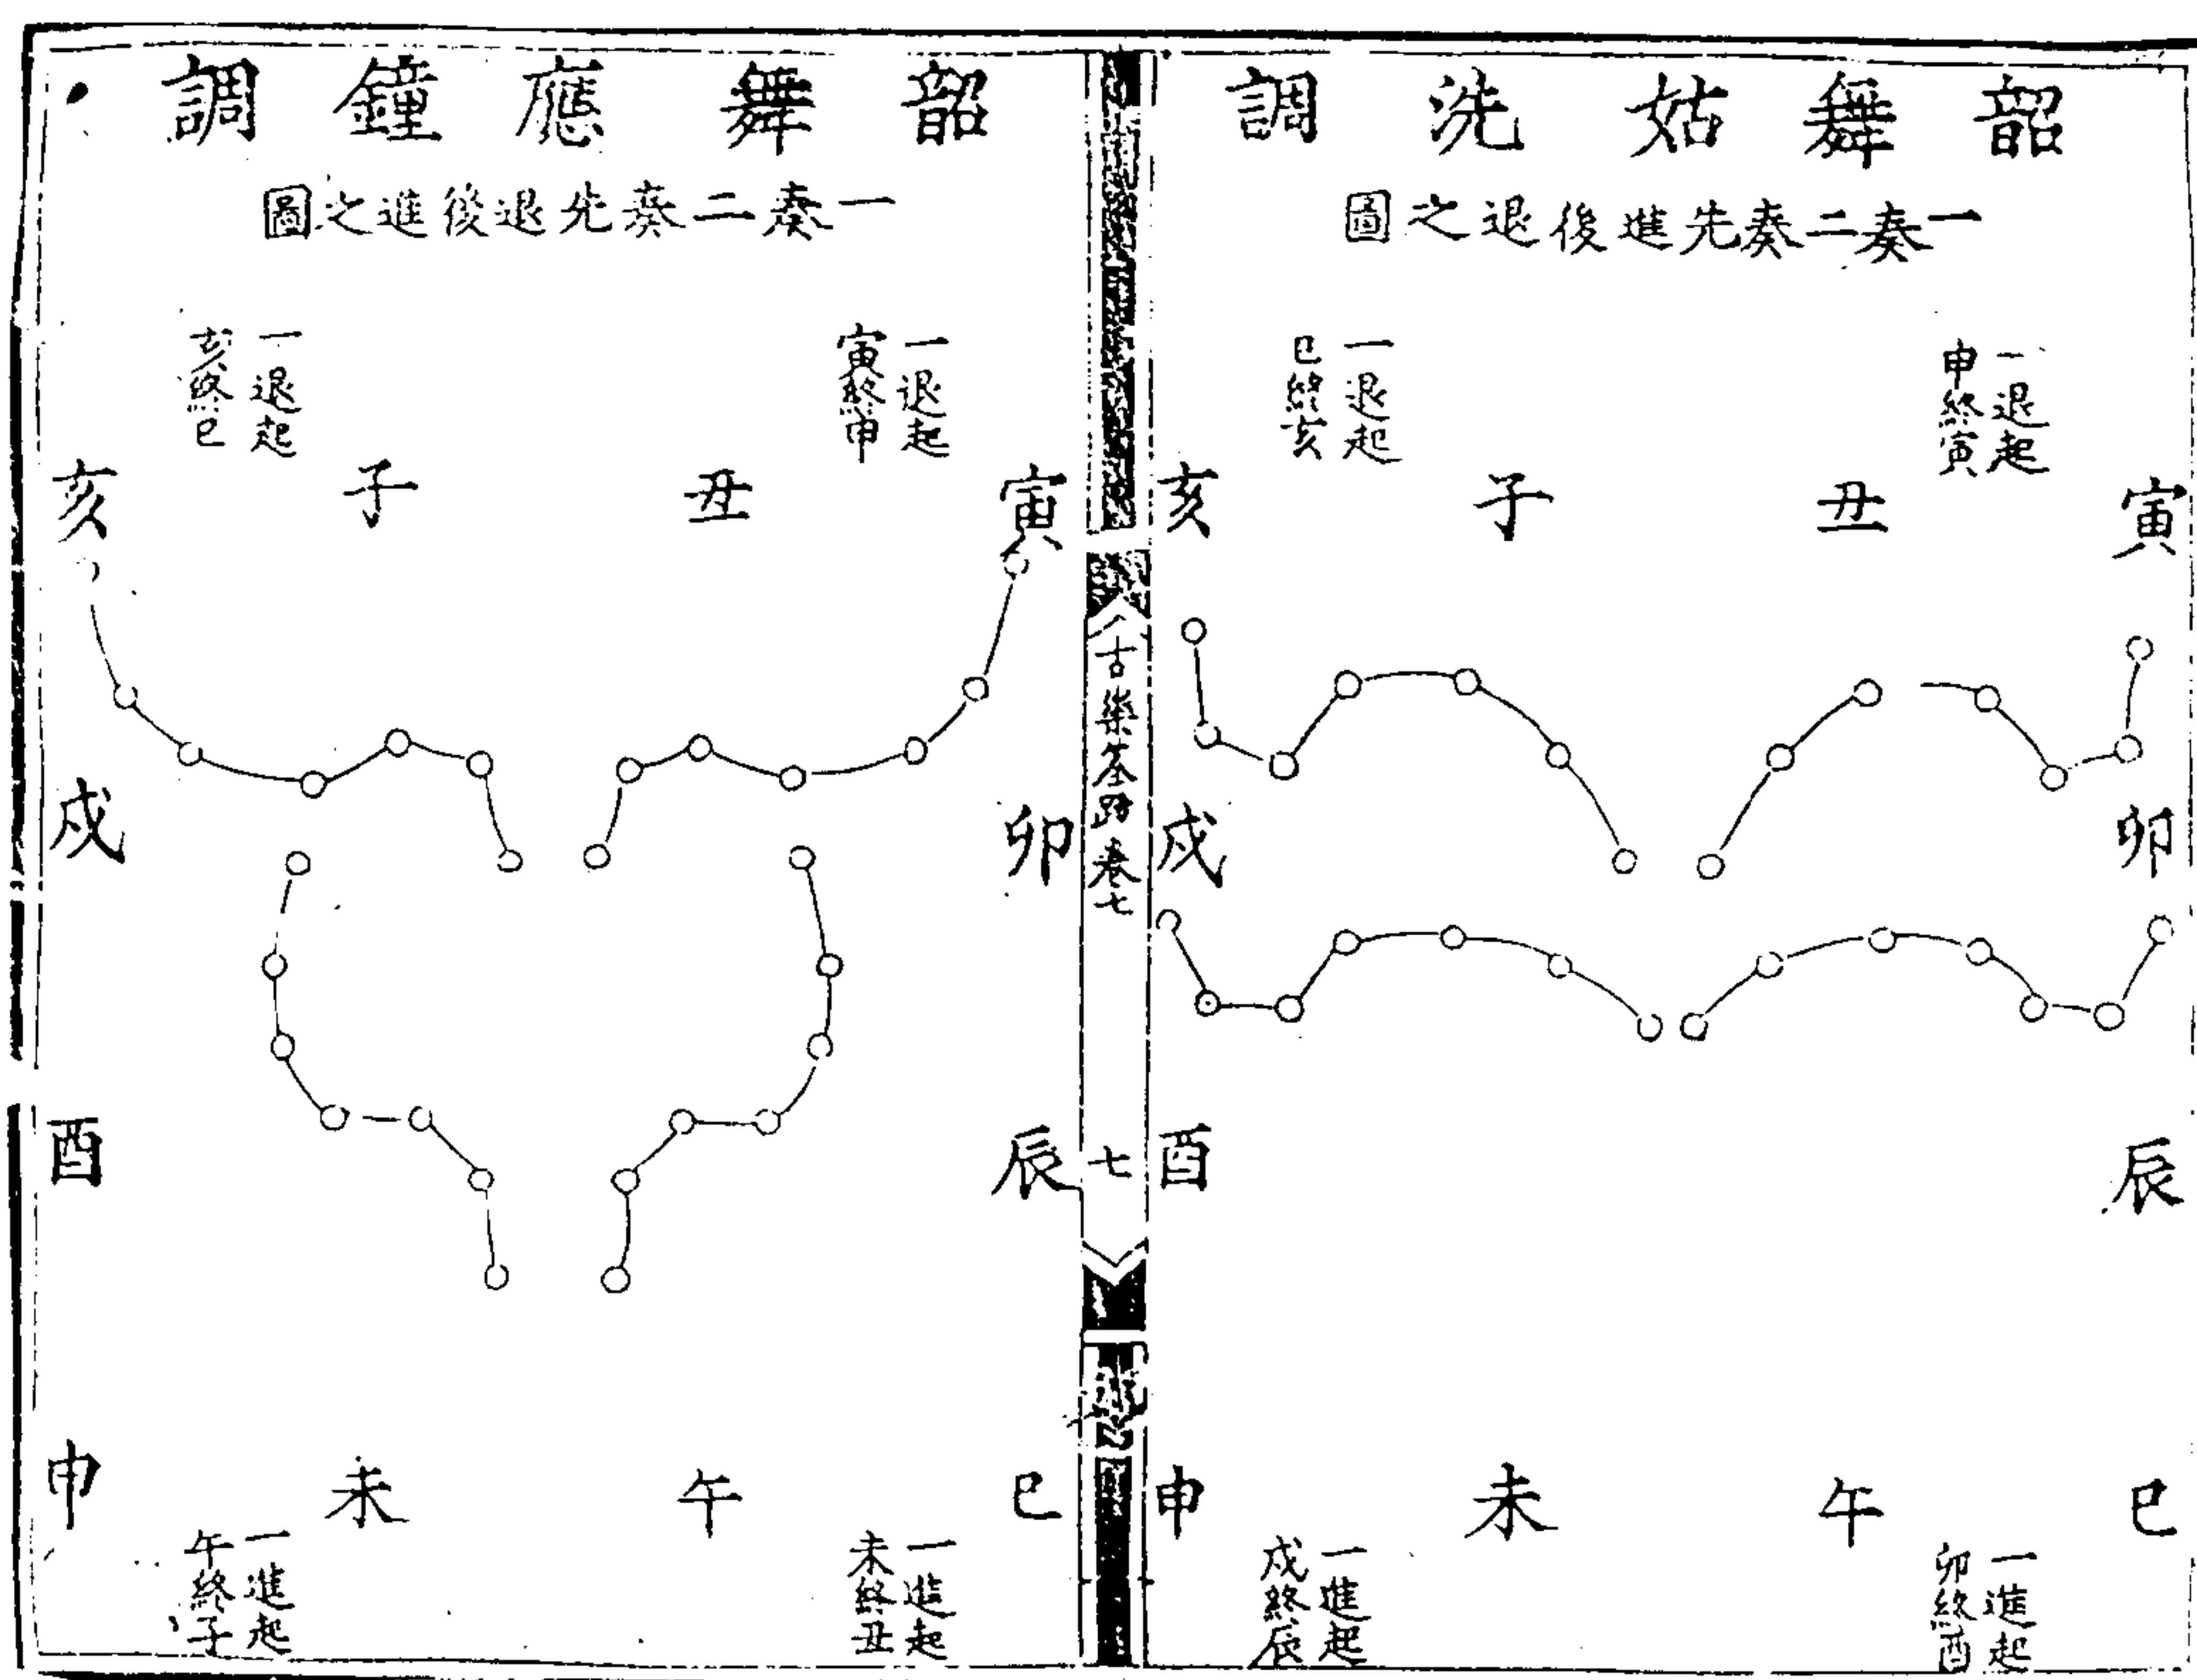 韶舞姑洗調
一奏二奏先進後退之圖
一退起
申終寅
一退起
巳終亥
寅
丑
子
亥
卯
戌
辰
酉
巳
午
未
申
一進起
卯終酉
一進起
戌終辰
古樂筌蹄卷七
七
韶舞應鐘調
一奏二奏先退後進之圖
一退起
寅終申
一退起
亥終巳
寅
丑
子
亥
卯
戌
辰
酉
巳
午
未
申
一進起
未終丑
一進起
午終子